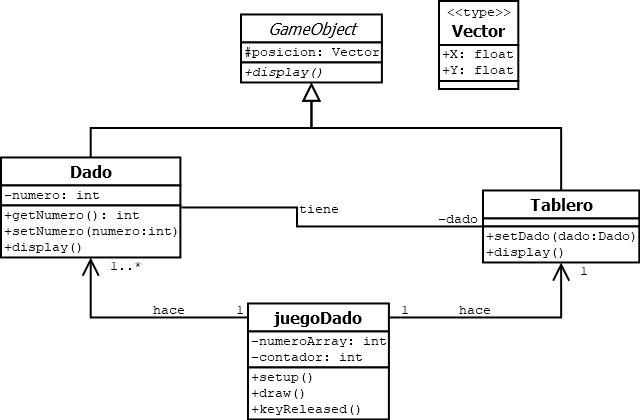 GameObject
#posicion: Vector
+display()
<<type>>
Vector
+X: float
+Y: float
Dado
-numero: int
+getNumero(): int
+setNumero(numero:int)
+display()
tiene
-dado
Tablero
+setDado(dado:Dado)
+display()
1..*
1
hace
1
juegoDado
-numeroArray: int
-contador: int
+setup()
+draw()
+keyReleased()
1
hace